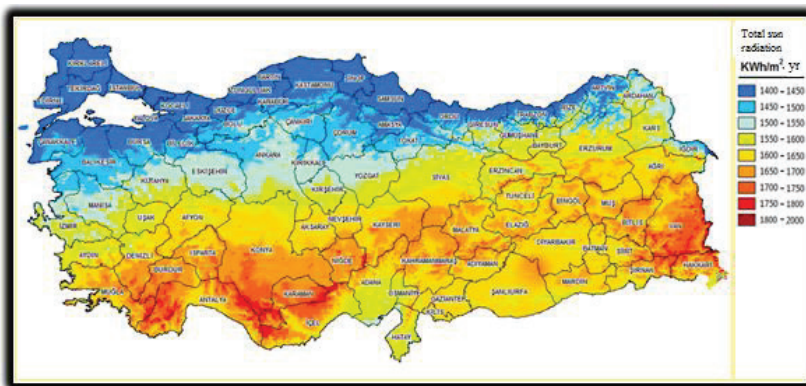 Total sun
radiation
KWh/m². yr
1400 - 1450
1450 - 1500
1500 - 1550
1550 - 1600
1600 - 1650
1650 - 1700
1700 - 1750
1750 - 1800
1800 - 2000
KIRKLARELİ
TEKİRDAĞ
İSTANBUL
EDİRNE
KOCAELİ
SAKARYA
DÜZCE
BOLU
BARTIN
KARABÜK
KASTAMONU
SİNOP
SAMSUN
ORDU
GİRESUN
TRABZON
RİZE
ARTVİN
ARDAHAN
KARS
IĞDIR
AĞRI
ERZURUM
BAYBURT
GÜMÜŞHANE
TOKAT
AMASYA
ÇORUM
ÇANKIRI
ANKARA
KIRIKKALE
YOZGAT
SİVAS
ERZİNCAN
TUNCELİ
BİNGÖL
MUŞ
BİTLİS
VAN
HAKKARİ
ŞIRNAK
SİİRT
BATMAN
DİYARBAKIR
ELAZIĞ
MALATYA
KAYSERİ
NEVŞEHİR
KIRŞEHİR
AKSARAY
NİĞDE
KONYA
AFYON
ESKİŞEHİR
KÜTAHYA
BİLECİK
BURSA
BALIKESİR
ÇANAKKALE
MANİSA
İZMİR
UŞAK
AYDIN
DENİZLİ
MUĞLA
BURDUR
ISPARTA
ANTALYA
KARAMAN
İÇEL
ADANA
OSMANİYE
HATAY
KİLİS
GAZİANTEP
KAHRAMANMARAŞ
ADIYAMAN
ŞANLIURFA
MARDİN